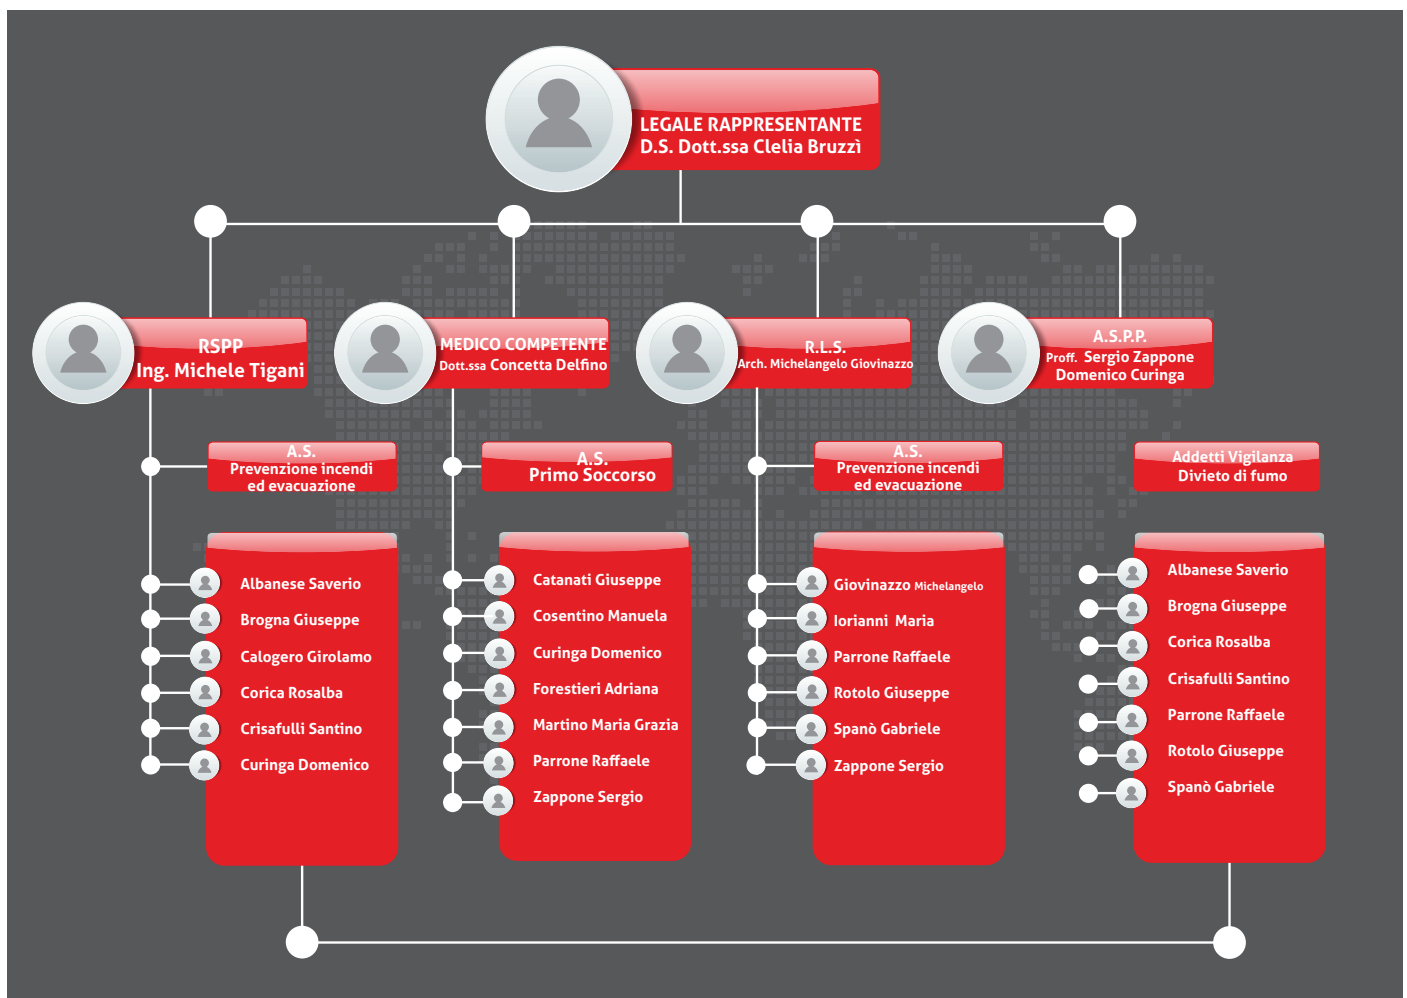 LEGALE RAPPRESENTANTE
D.S. Dott.ssa Clelia Bruzzì
RSPP
Ing. Michele Tigani
MEDICO COMPETENTE
Dott.ssa Concetta Delfino
R.L.S.
Arch. Michelangelo Giovinazzo
A.S.P.P.
Proff. Sergio Zappone
Domenico Curinga
A.S.
Prevenzione incendi
ed evacuazione
A.S.
Primo Soccorso
A.S.
Prevenzione incendi
ed evacuazione
Addetti Vigilanza
Divieto di fumo
Albanese Saverio
Brogna Giuseppe
Calogero Girolamo
Corica Rosalba
Crisafulli Santino
Curinga Domenico
Catanati Giuseppe
Cosentino Manuela
Curinga Domenico
Forestieri Adriana
Martino Maria Grazia
Parrone Raffaele
Zappone Sergio
Giovinazzo Michelangelo
Iorianni Maria
Parrone Raffaele
Rotolo Giuseppe
Spanò Gabriele
Zappone Sergio
Albanese Saverio
Brogna Giuseppe
Corica Rosalba
Crisafulli Santino
Parrone Raffaele
Rotolo Giuseppe
Spanò Gabriele